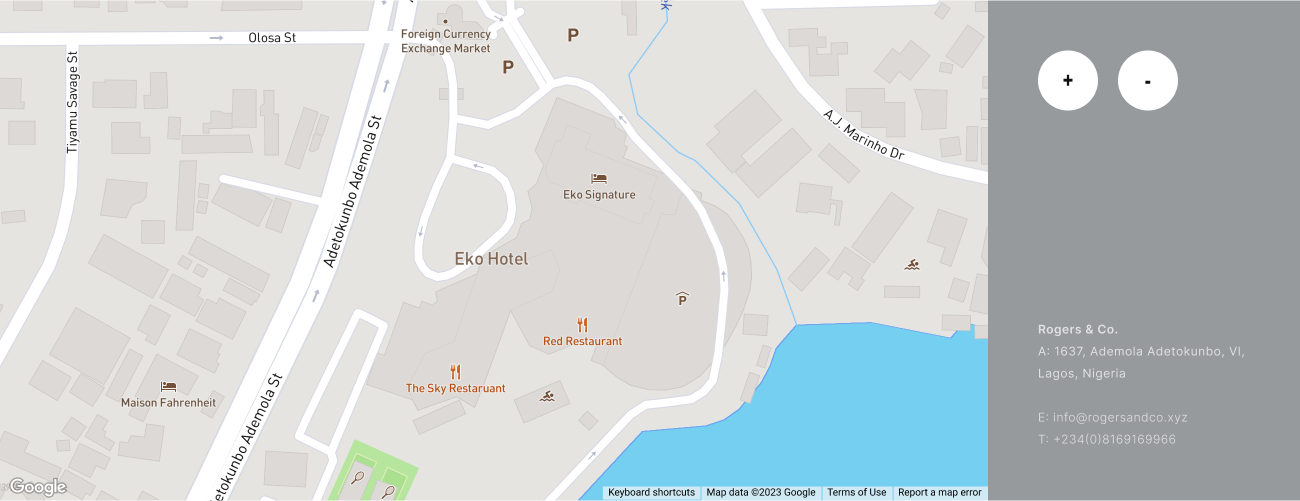 Olosa St
Foreign Currency
Exchange Market
P
P
Tiyamu Savage St
Adetokunbo Ademola St
A.J. Marinho Dr
Eko Signature
Eko Hotel
P
Red Restaurant
The Sky Restaruant
Maison Fahrenheit
Adetokunbo Ademola St
Google
Keyboard shortcuts
Map data ©2023 Google
Terms of Use
Report a map error
+
-
Rogers & Co.
A: 1637, Ademola Adetokunbo, VI,
Lagos, Nigeria
E: info@rogersandco.xyz
T: +234(0)8169169966